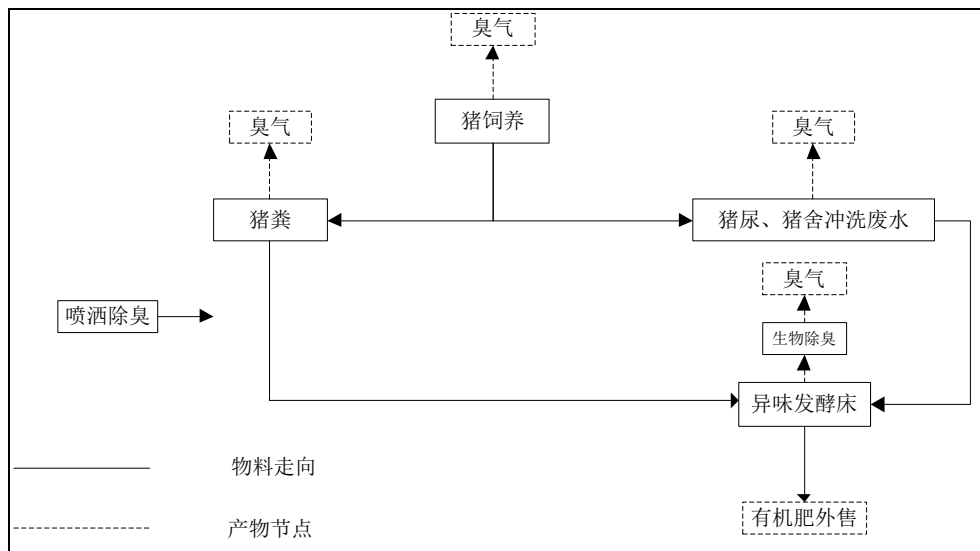 臭气
猪饲养
臭气
臭气
猪粪
猪尿、猪舍冲洗废水
臭气
喷洒除臭
生物除臭
异味发酵床
物料走向
有机肥外售
产物节点